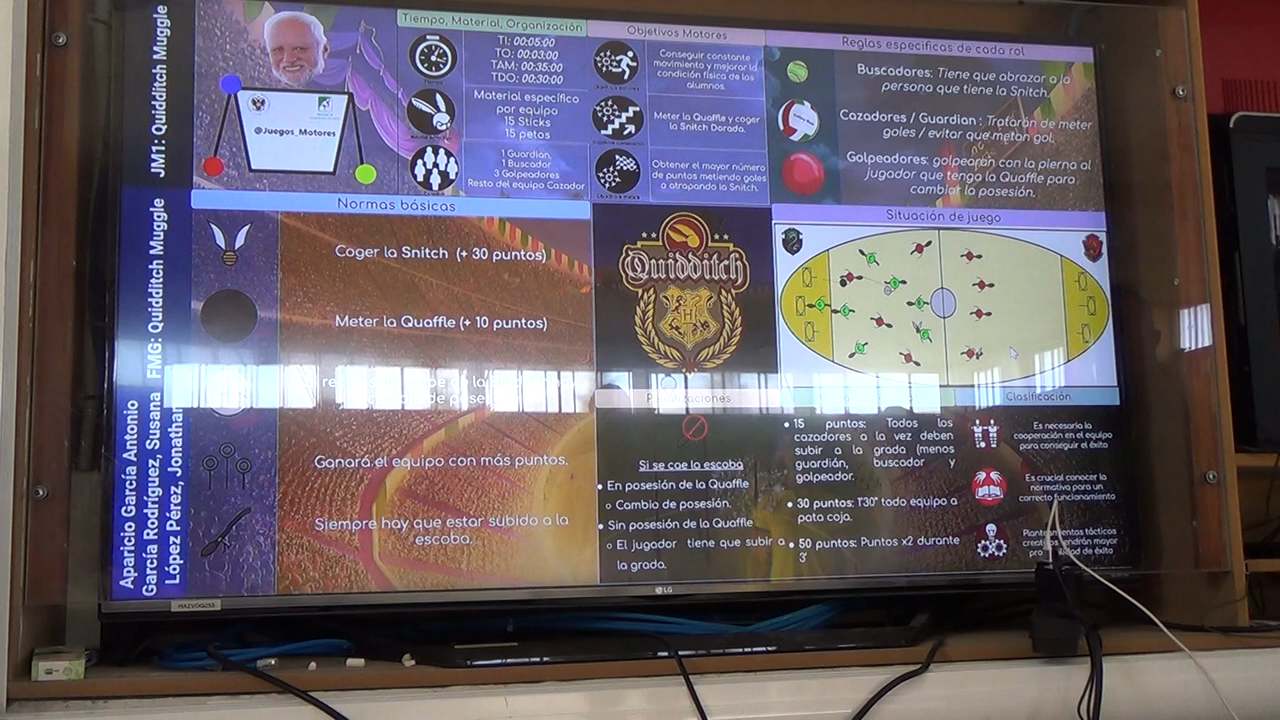 JM1: Quidditch Muggle
FMG: Quidditch Muggle
Aparicio García Antonio
García Rodríguez, Susana
López Pérez, Jonathan
@Juegos_Motores
Tiempo, Material, Organización
TI: 00:05:00
TO: 00:03:00
TAM: 00:35:00
TDO: 00:30:00
Material específico
por equipo
15 Sticks
15 petos
1 Guardian,
1 Buscador
3 Golpeadores
Resto del equipo Cazador
Objetivos Motores
Conseguir constante
movimiento y mejorar la
condición física de los
alumnos.
Meter la Quaffle y coger
la Snitch Dorada.
Obtener el mayor número
de puntos metiendo goles
o atrapando la Snitch.
Reglas específicas de cada rol
Buscadores: Tiene que abrazar a la
persona que tiene la Snitch.
Cazadores / Guardian : Tratarán de meter
goles / evitar que metan gol.
Golpeadores: golpearán con la pierna al
jugador que tenga la Quaffle para
cambiar la posesión.
Normas básicas
Coger la Snitch (+ 30 puntos)
Meter la Quaffle (+ 10 puntos)
Ganará el equipo con más puntos.
Siempre hay que estar subido a la
escoba.
Quidditch
H
Situación de juego
Si se cae la escoba
• En posesión de la Quaffle
o Cambio de posesión.
• Sin posesión de la Quaffle
o El jugador tiene que subir a
la grada.
• 15 puntos: Todos los
cazadores a la vez deben
subir a la grada (menos
guardián, buscador y
golpeador.
• 30 puntos: T30" todo equipo a
pata coja.
• 50 puntos: Puntos x2 durante
3'
Clasificación
Es necesaria la
cooperación en el equipo
para conseguir el éxito
Es crucial conocer la
normativa para un
correcto funcionamiento
tácticos
mayor
de éxito
LG